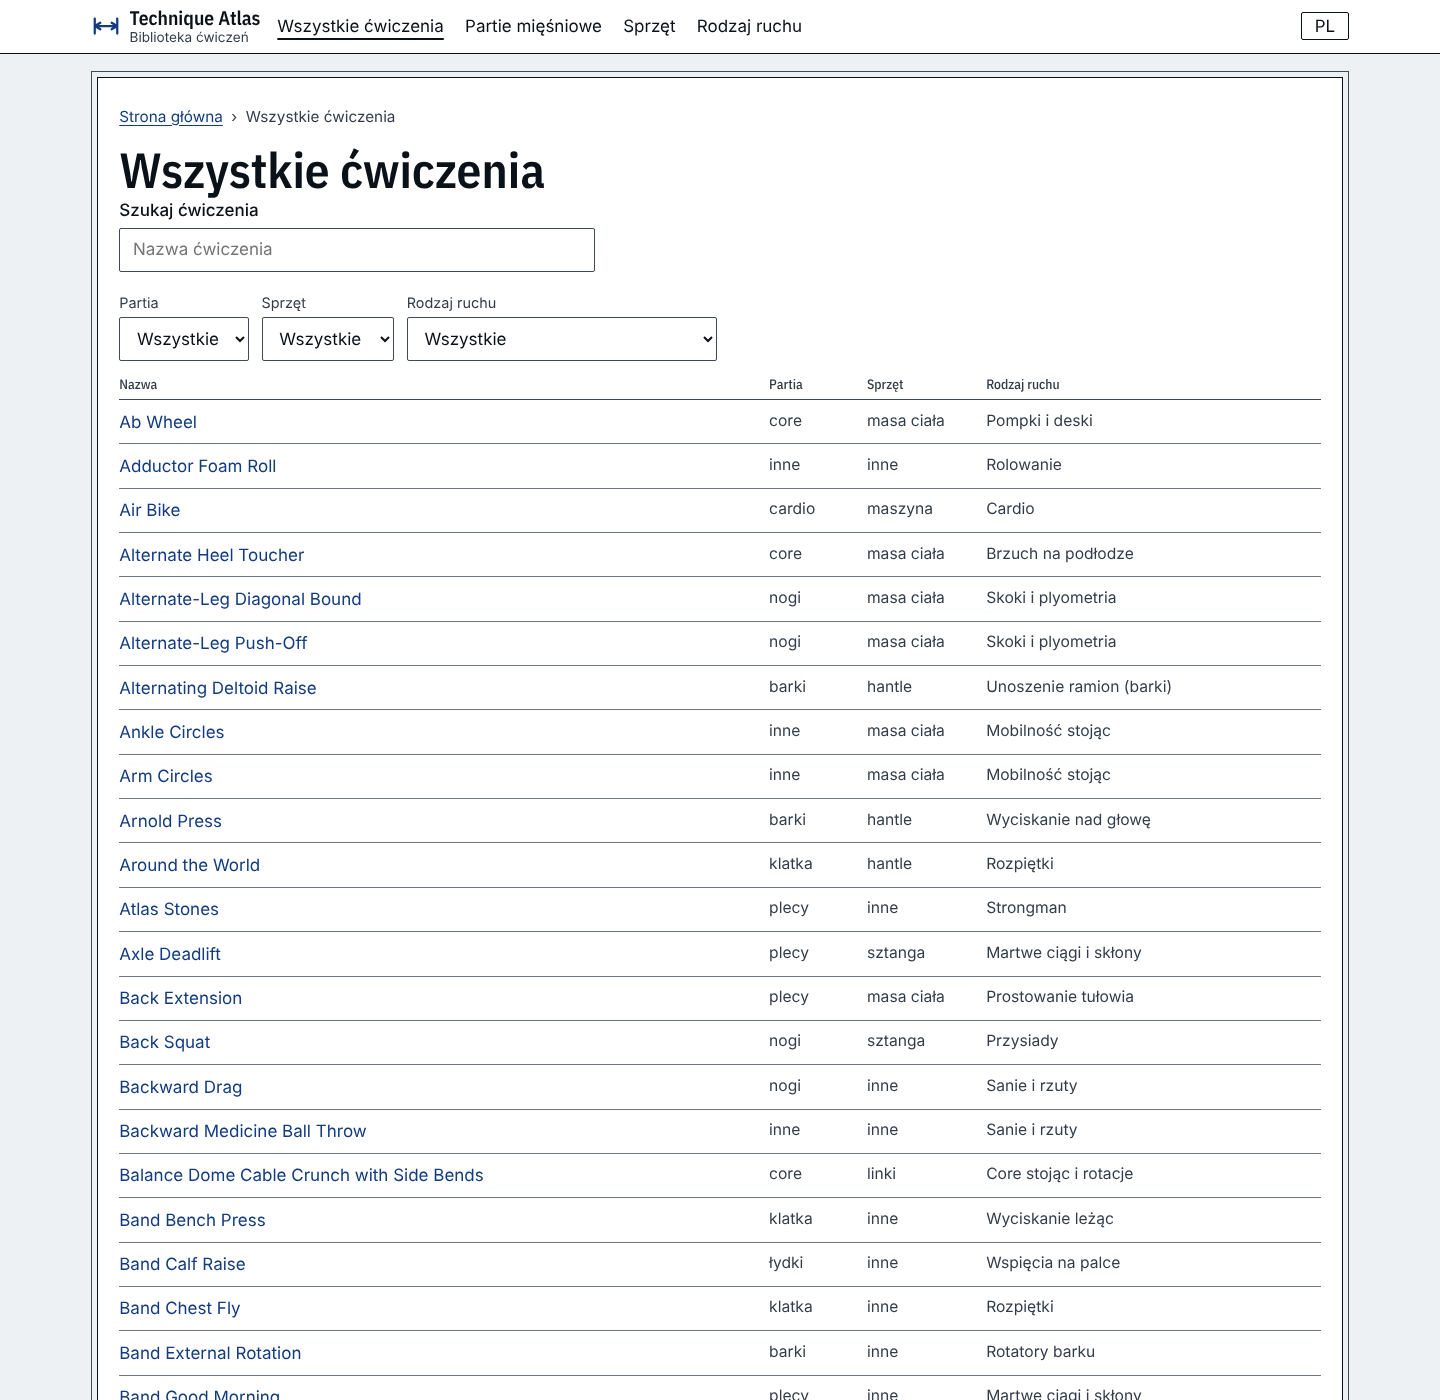 Technique Atlas
Biblioteka ćwiczeń
Wszystkie ćwiczenia Partie mięśniowe Sprzęt Rodzaj ruchu PL
Strona główna › Wszystkie ćwiczenia
Wszystkie ćwiczenia
Szukaj ćwiczenia
Nazwa ćwiczenia
Partia Sprzęt Rodzaj ruchu
Wszystkie Wszystkie Wszystkie
Nazwa Partia Sprzęt Rodzaj ruchu
Ab Wheel core masa ciała Pompki i deski
Adductor Foam Roll inne inne Rolowanie
Air Bike cardio maszyna Cardio
Alternate Heel Toucher core masa ciała Brzuch na podłodze
Alternate-Leg Diagonal Bound nogi masa ciała Skoki i plyometria
Alternate-Leg Push-Off nogi masa ciała Skoki i plyometria
Alternating Deltoid Raise barki hantle Unoszenie ramion (barki)
Ankle Circles inne masa ciała Mobilność stojąc
Arm Circles inne masa ciała Mobilność stojąc
Arnold Press barki hantle Wyciskanie nad głowę
Around the World klatka hantle Rozpiętki
Atlas Stones plecy inne Strongman
Axle Deadlift plecy sztanga Martwe ciągi i skłony
Back Extension plecy masa ciała Prostowanie tułowia
Back Squat nogi sztanga Przysiady
Backward Drag nogi inne Sanie i rzuty
Backward Medicine Ball Throw inne inne Sanie i rzuty
Balance Dome Cable Crunch with Side Bends core linki Core stojąc i rotacje
Band Bench Press klatka inne Wyciskanie leżąc
Band Calf Raise łydki inne Wspięcia na palce
Band Chest Fly klatka inne Rozpiętki
Band External Rotation barki inne Rotatory barku
Band Good Morning plecy inne Martwe ciągi i skłony